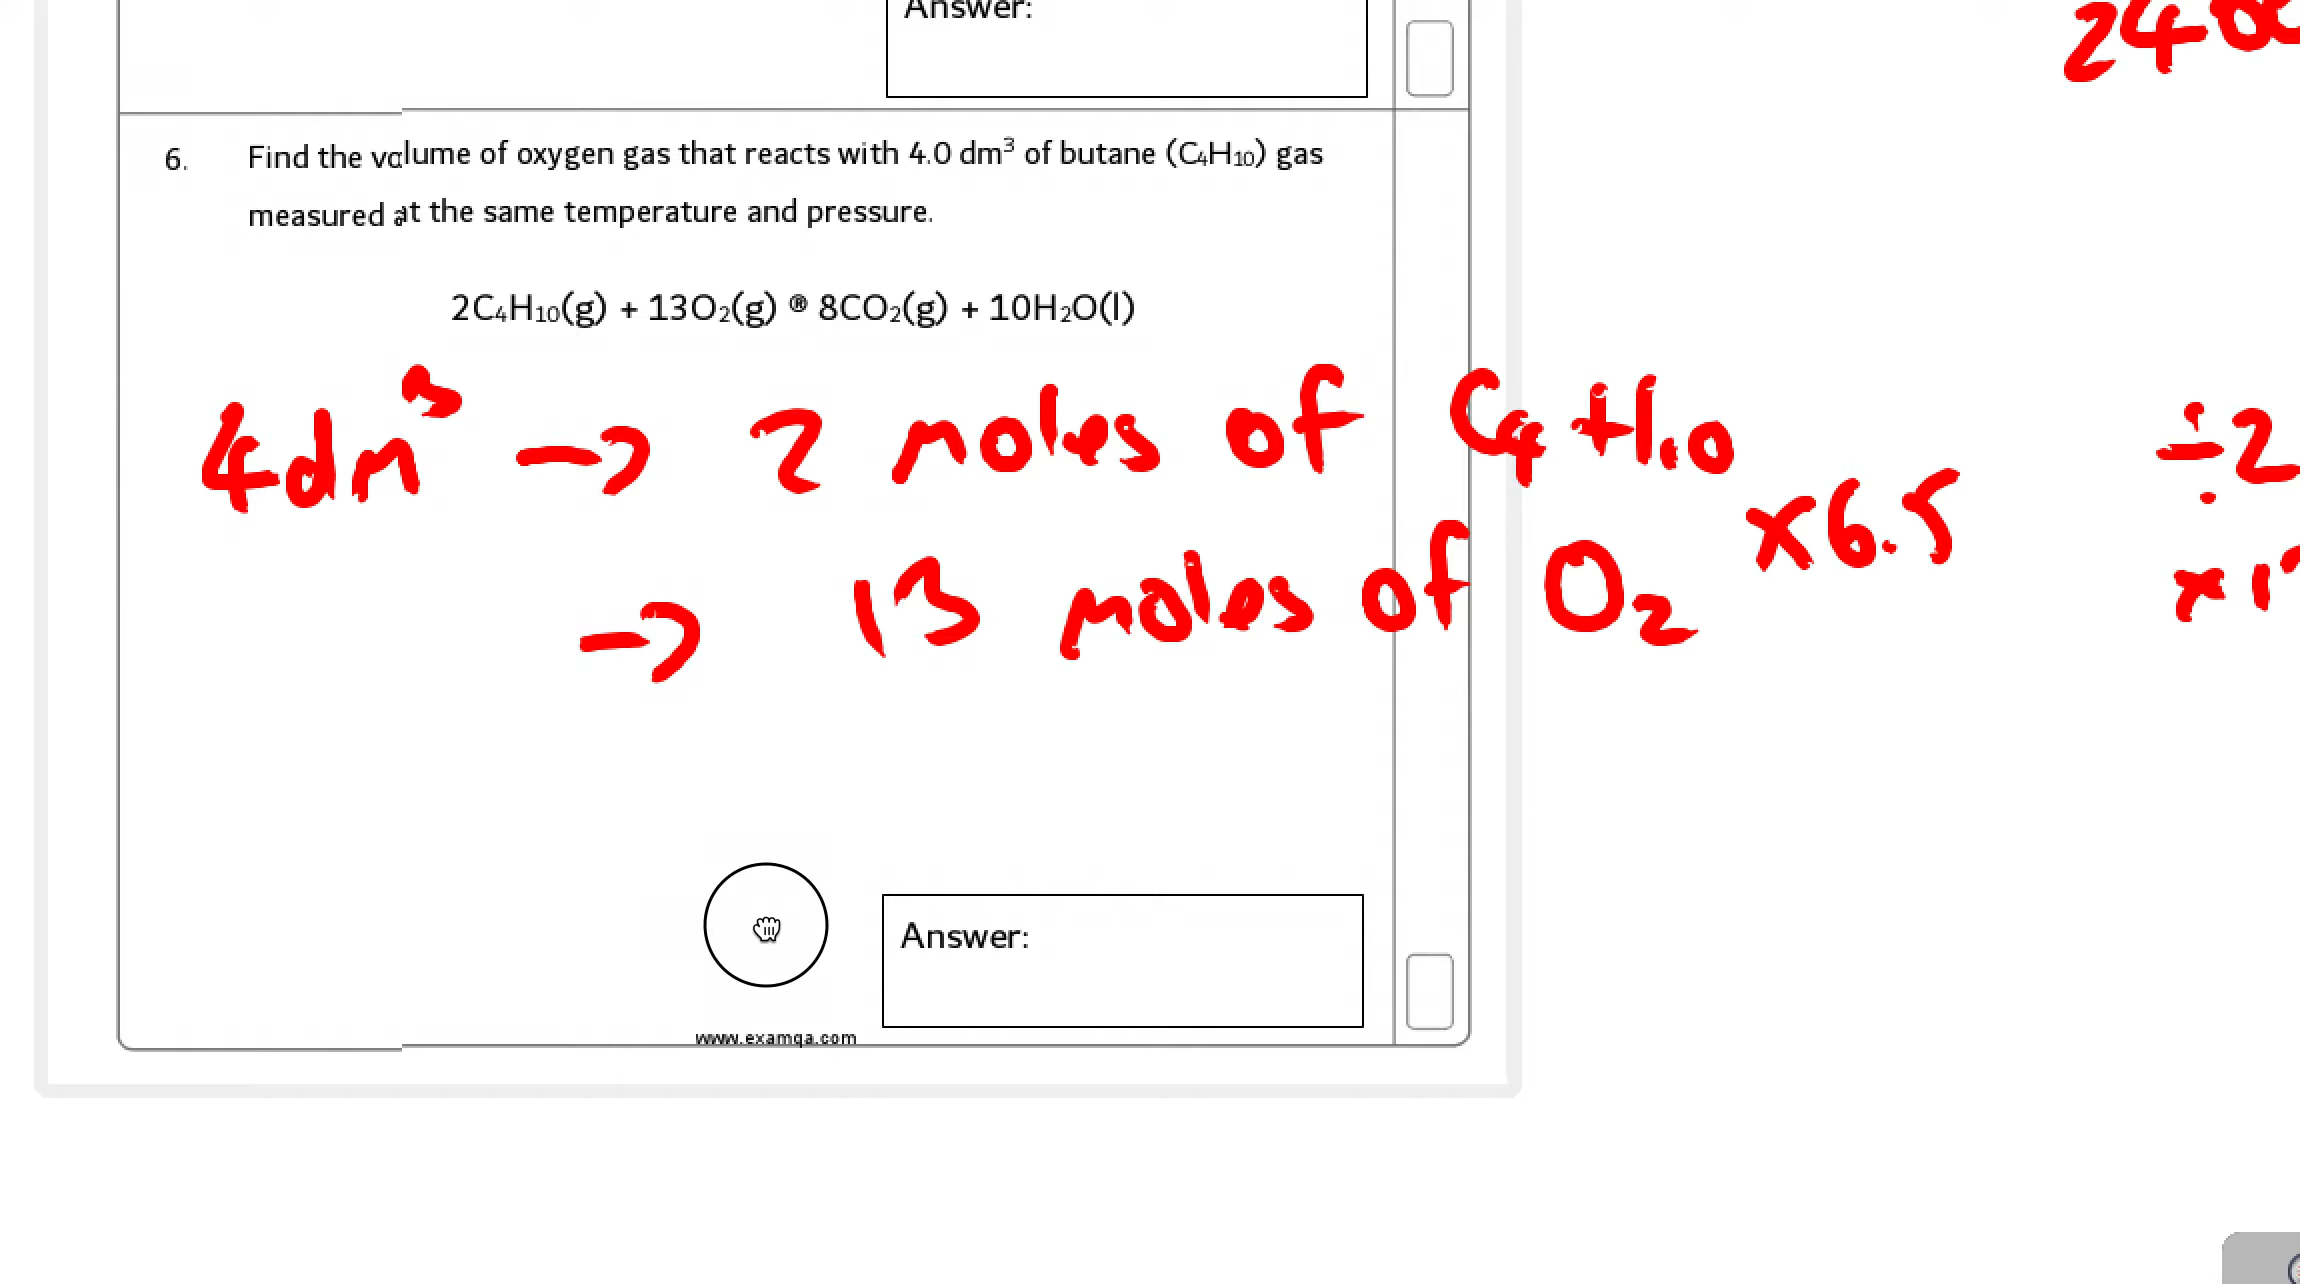 Answer:
6. Find the volume of oxygen gas that reacts with 4.0 dm³ of butane (C₄H₁₀) gas
measured at the same temperature and pressure.
2C₄H₁₀(g) + 13O₂(g) ® 8CO₂(g) + 10H₂O(l)
4dm³ → 2 moles of C₄H₁₀
÷2
×6.5
→ 13 moles of O₂
Answer:
www.examqa.com